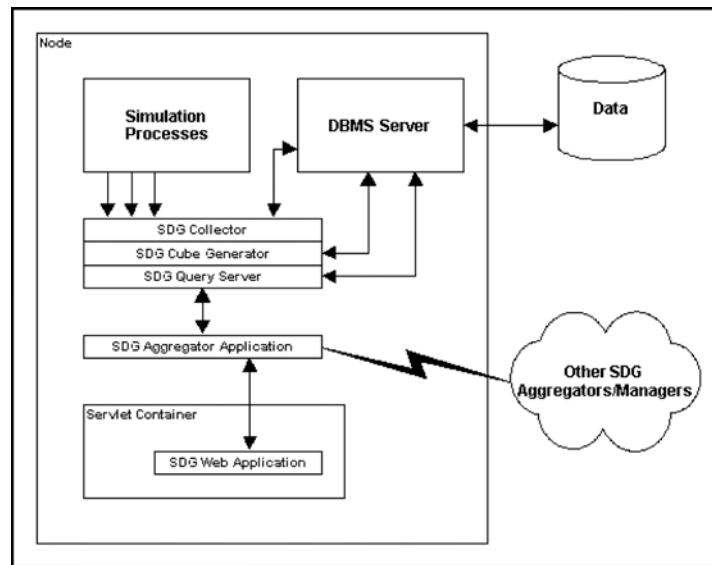 Node
Simulation
Processes
DBMS Server
Data
SDG Collector
SDG Cube Generator
SDG Query Server
SDG Aggregator Application
Other SDG
Aggregators/Managers
Servlet Container
SDG Web Application